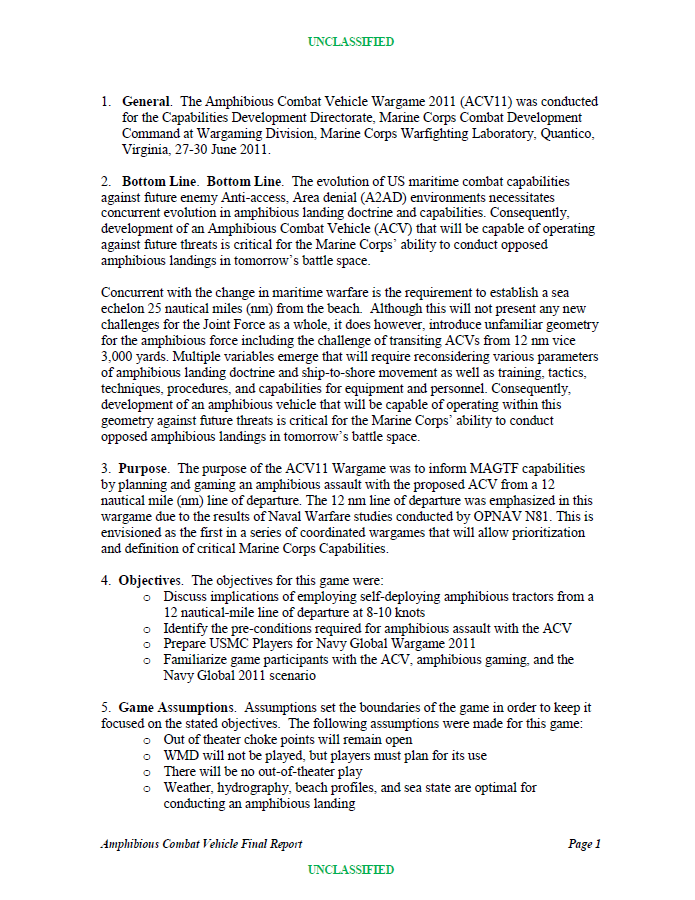 UNCLASSIFIED
1. General. The Amphibious Combat Vehicle Wargame 2011 (ACV11) was conducted
for the Capabilities Development Directorate, Marine Corps Combat Development
Command at Wargaming Division, Marine Corps Warfighting Laboratory, Quantico,
Virginia, 27-30 June 2011.
2. Bottom Line. Bottom Line. The evolution of US maritime combat capabilities
against future enemy Anti-access, Area denial (A2AD) environments necessitates
concurrent evolution in amphibious landing doctrine and capabilities. Consequently,
development of an Amphibious Combat Vehicle (ACV) that will be capable of operating
against future threats is critical for the Marine Corps’ ability to conduct opposed
amphibious landings in tomorrow’s battle space.
Concurrent with the change in maritime warfare is the requirement to establish a sea
echelon 25 nautical miles (nm) from the beach. Although this will not present any new
challenges for the Joint Force as a whole, it does however, introduce unfamiliar geometry
for the amphibious force including the challenge of transiting ACVs from 12 nm vice
3,000 yards. Multiple variables emerge that will require reconsidering various parameters
of amphibious landing doctrine and ship-to-shore movement as well as training, tactics,
techniques, procedures, and capabilities for equipment and personnel. Consequently,
development of an amphibious vehicle that will be capable of operating within this
geometry against future threats is critical for the Marine Corps’ ability to conduct
opposed amphibious landings in tomorrow’s battle space.
3. Purpose. The purpose of the ACV11 Wargame was to inform MAGTF capabilities
by planning and gaming an amphibious assault with the proposed ACV from a 12
nautical mile (nm) line of departure. The 12 nm line of departure was emphasized in this
wargame due to the results of Naval Warfare studies conducted by OPNAV N81. This is
envisioned as the first in a series of coordinated wargames that will allow prioritization
and definition of critical Marine Corps Capabilities.
4. Objectives. The objectives for this game were:
o Discuss implications of employing self-deploying amphibious tractors from a
12 nautical-mile line of departure at 8-10 knots
o Identify the pre-conditions required for amphibious assault with the ACV
o Prepare USMC Players for Navy Global Wargame 2011
o Familiarize game participants with the ACV, amphibious gaming, and the
Navy Global 2011 scenario
5. Game Assumptions. Assumptions set the boundaries of the game in order to keep it
focused on the stated objectives. The following assumptions were made for this game:
o Out of theater choke points will remain open
o WMD will not be played, but players must plan for its use
o There will be no out-of-theater play
o Weather, hydrography, beach profiles, and sea state are optimal for
conducting an amphibious landing
Amphibious Combat Vehicle Final Report Page 1
UNCLASSIFIED